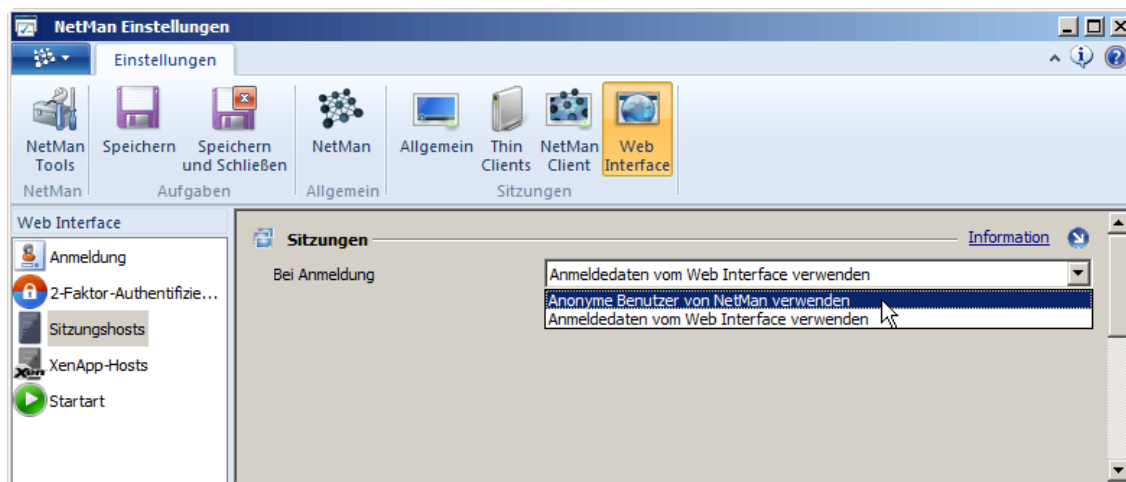 NetMan Einstellungen
Einstellungen
NetMan Tools
Speichern
Speichern und Schließen
NetMan
Allgemein
Thin Clients
NetMan Client
Web Interface
NetMan
Aufgaben
Allgemein
Sitzungen
Web Interface
Anmeldung
2-Faktor-Authentifizie...
Sitzungshosts
Xen
XenApp-Hosts
Startart
Sitzungen
Information
Bei Anmeldung
Anmeldedaten vom Web Interface verwenden
Anonyme Benutzer von NetMan verwenden
Anmeldedaten vom Web Interface verwenden